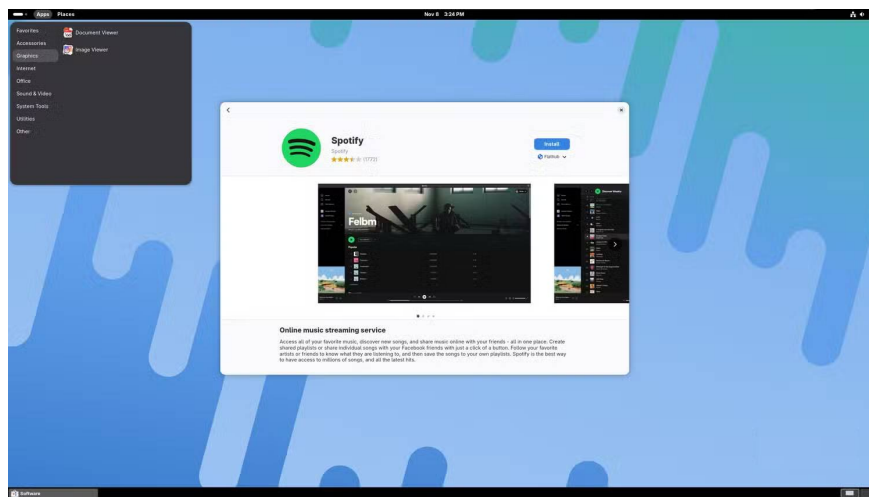 Apps Places
Nov 8 3:24 PM
Favorites
Accessories
Graphics
Internet
Office
Sound & Video
System Tools
Utilities
Other
Document Viewer
Image Viewer
Spotify
Spotify
(1772)
Install
Flathub
Online music streaming service
Access all of your favorite music, discover new songs, and share music online with your friends - all in one place. Create
shared playlists or share individual songs with your Facebook friends with just a click of a button. Follow your favorite
artists or friends to know what they are listening to, and then save the songs to your own playlists. Spotify is the best way
to have access to millions of songs, and all the latest hits.
Software